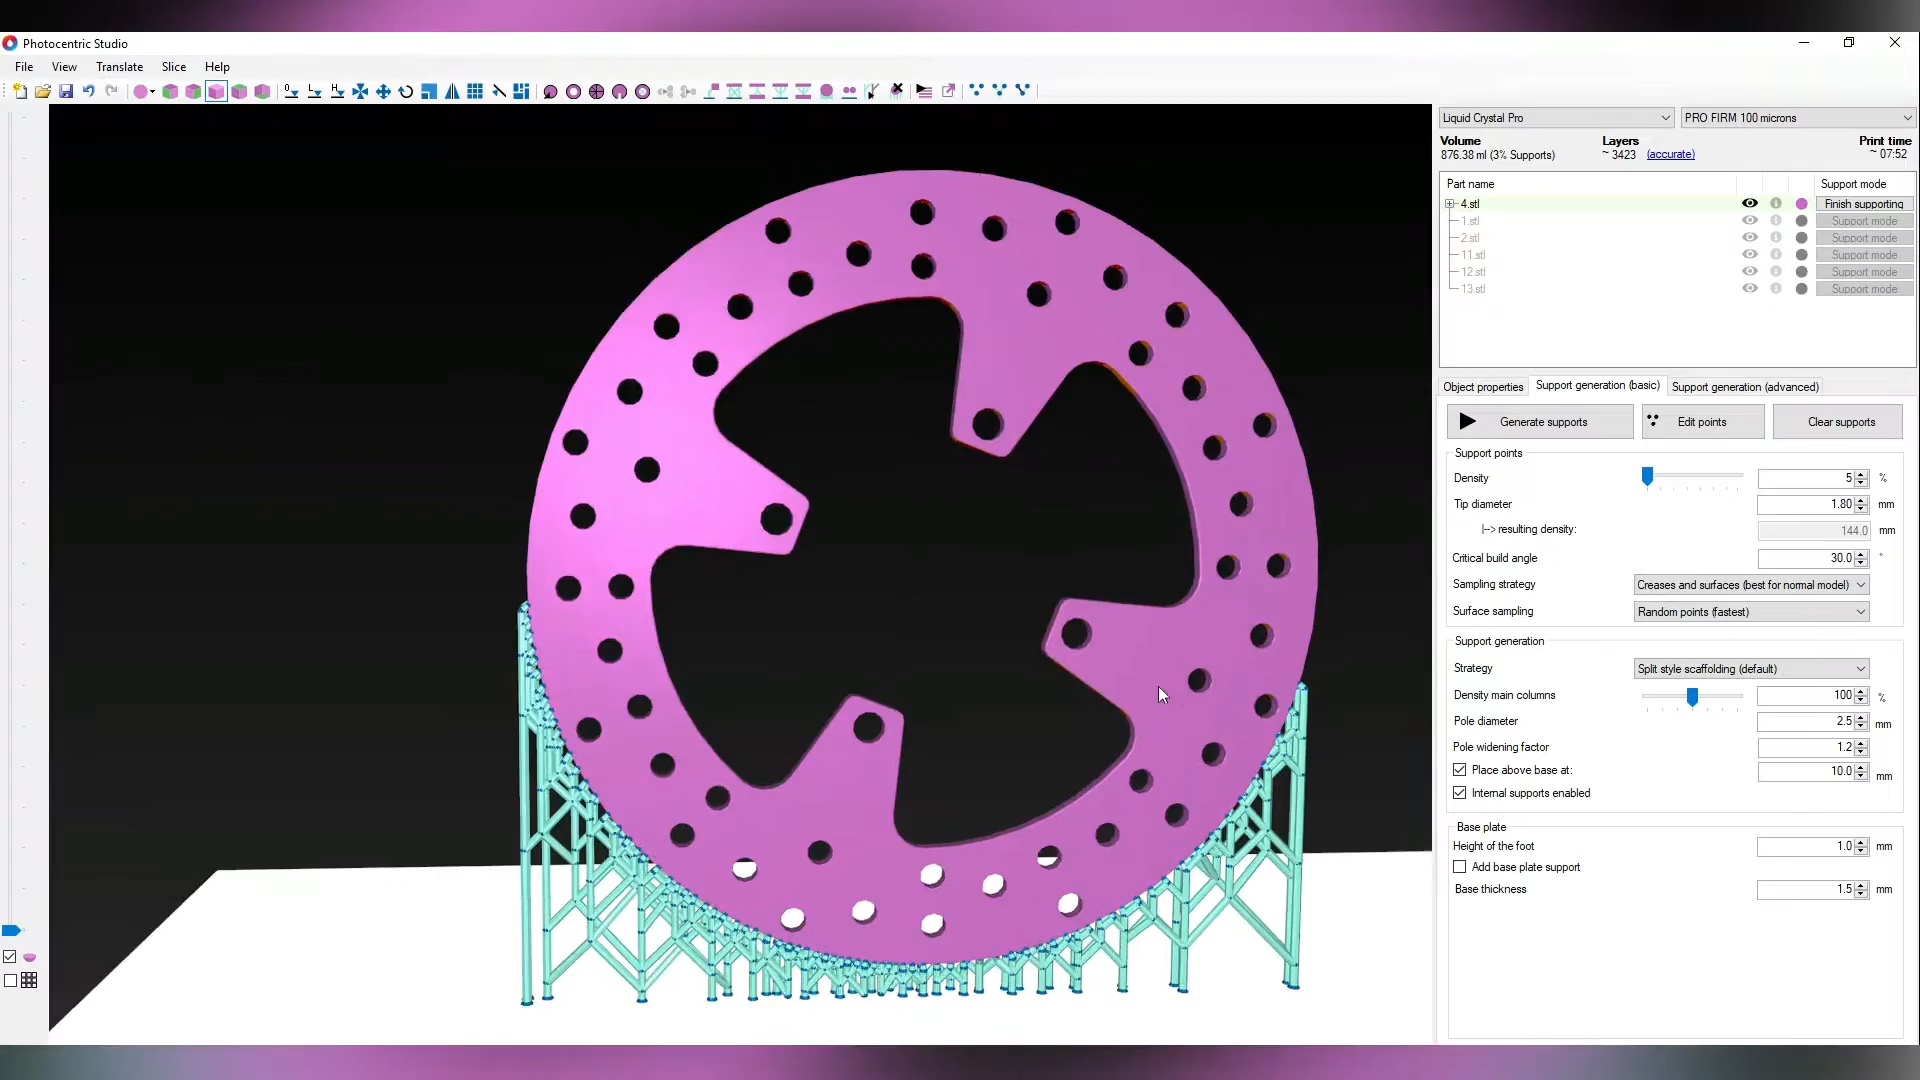 Photocentric Studio
File View Translate Slice Help
Liquid Crystal Pro PRO FIRM 100 microns
Volume Layers Print time
876.38 ml (3% Supports) ~ 3423 (accurate) ~ 07:52
Part name Support mode
4.stl Finish supporting
1.stl Support mode
2.stl Support mode
11.stl Support mode
12.stl Support mode
13.stl Support mode
Object properties Support generation (basic) Support generation (advanced)
Generate supports Edit points Clear supports
Support points
Density 5 %
Tip diameter 1.80 mm
|--> resulting density: 144.0 mm
Critical build angle 30.0 °
Sampling strategy Creases and surfaces (best for normal model)
Surface sampling Random points (fastest)
Support generation
Strategy Split style scaffolding (default)
Density main columns 100 %
Pole diameter 2.5 mm
Pole widening factor 1.2
Place above base at: 10.0 mm
Internal supports enabled
Base plate
Height of the foot 1.0 mm
Add base plate support
Base thickness 1.5 mm